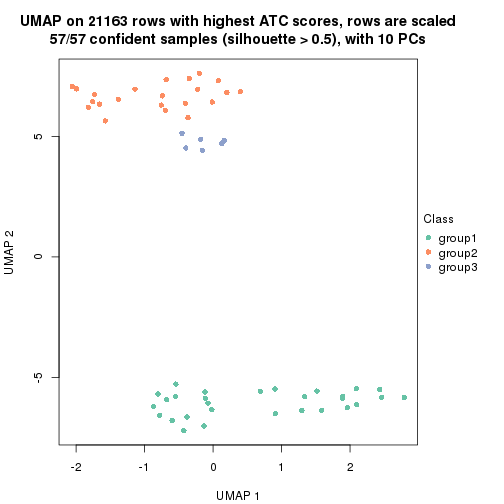 UMAP on 21163 rows with highest ATC scores, rows are scaled
57/57 confident samples (silhouette > 0.5), with 10 PCs
UMAP 2
5
0
-5
-2
-1
0
1
2
UMAP 1
Class
group1
group2
group3